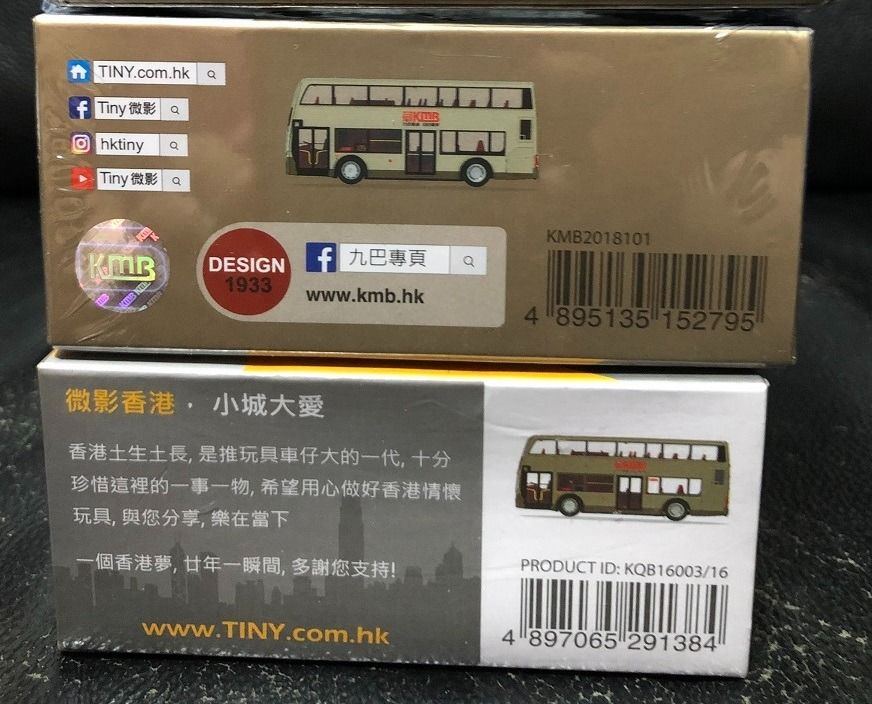 TINY.com.hk
Tiny 微影
hktiny
Tiny 微影
KMB
KMB
DESIGN
1933
九巴專頁
www.kmb.hk
KMB2018101
4 895135 152795
微影香港 · 小城大愛
香港土生土長, 是推玩具車仔大的一代, 十分
珍惜這裡的一事一物, 希望用心做好香港情懷
玩具, 與您分享, 樂在當下
一個香港夢, 廿年一瞬間, 多謝您支持!
www.TINY.com.hk
PRODUCT ID: KQB16003/16
4 897065 291384